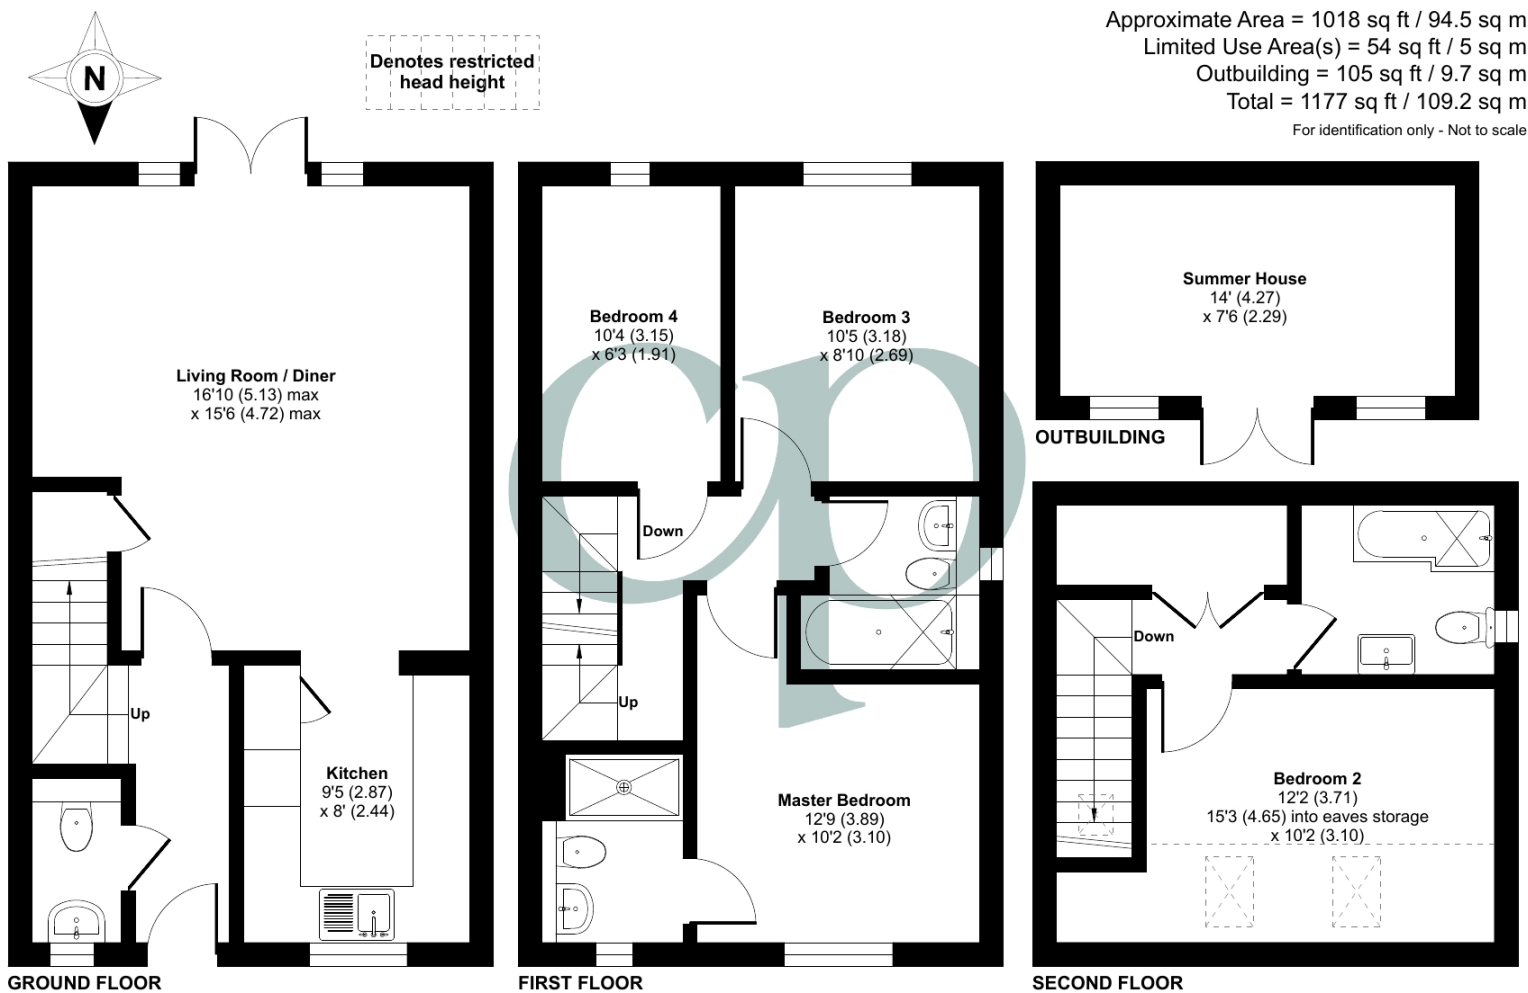 Approximate Area = 1018 sq ft / 94.5 sq m
Limited Use Area(s) = 54 sq ft / 5 sq m
Outbuilding = 105 sq ft / 9.7 sq m
Total = 1177 sq ft / 109.2 sq m
For identification only - Not to scale
N
Denotes restricted
head height
Living Room / Diner
16'10 (5.13) max
x 15'6 (4.72) max
Up
Kitchen
9'5 (2.87)
x 8' (2.44)
GROUND FLOOR
Bedroom 4
10'4 (3.15)
x 6'3 (1.91)
Bedroom 3
10'5 (3.18)
x 8'10 (2.69)
cp
Down
Up
Master Bedroom
12'9 (3.89)
x 10'2 (3.10)
FIRST FLOOR
Summer House
14' (4.27)
x 7'6 (2.29)
OUTBUILDING
Down
Bedroom 2
12'2 (3.71)
15'3 (4.65) into eaves storage
x 10'2 (3.10)
SECOND FLOOR